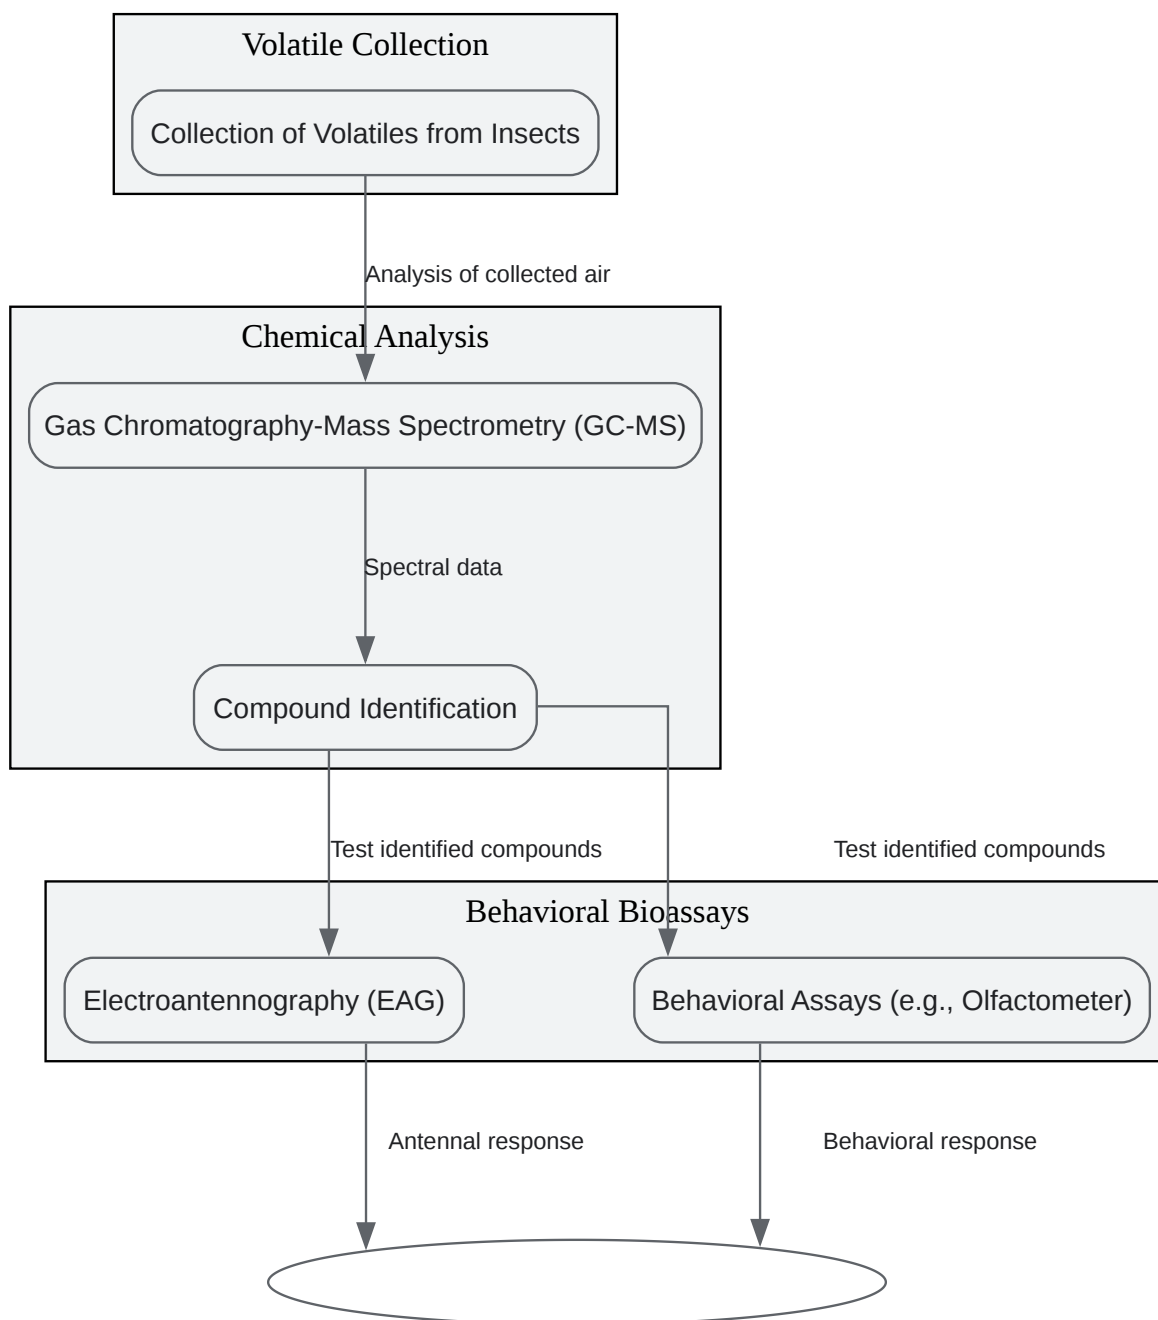 Volatile Collection
Collection of Volatiles from Insects
Analysis of collected air
Chemical Analysis
Gas Chromatography-Mass Spectrometry (GC-MS)
Spectral data
Compound Identification
Test identified compounds
Test identified compounds
Behavioral Bioassays
Electroantennography (EAG)
Behavioral Assays (e.g., Olfactometer)
Antennal response
Behavioral response